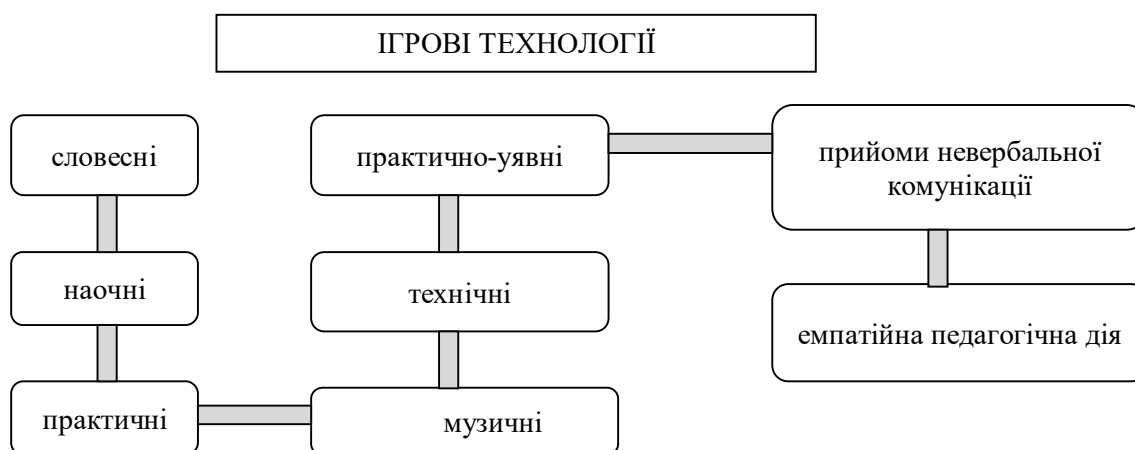 ІГРОВІ ТЕХНОЛОГІЇ
словесні
наочні
практичні
практично-уявні
технічні
музичні
прийоми невербальної
комунікації
емпатійна педагогічна дія